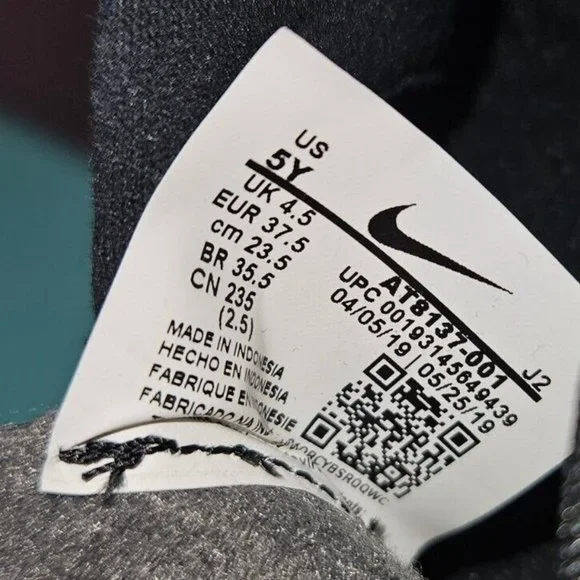 US
5Y
UK 4.5
EUR 37.5
cm 23.5
BR 35.5
CN 235
(2.5)
AT8137-001
UPC 00193145649439
04/05/19 05/25/19
J2
MADE IN INDONESIA
HECHO EN INDONESIA
FABRIQUE EN INDONESIE
FABRICADO NA